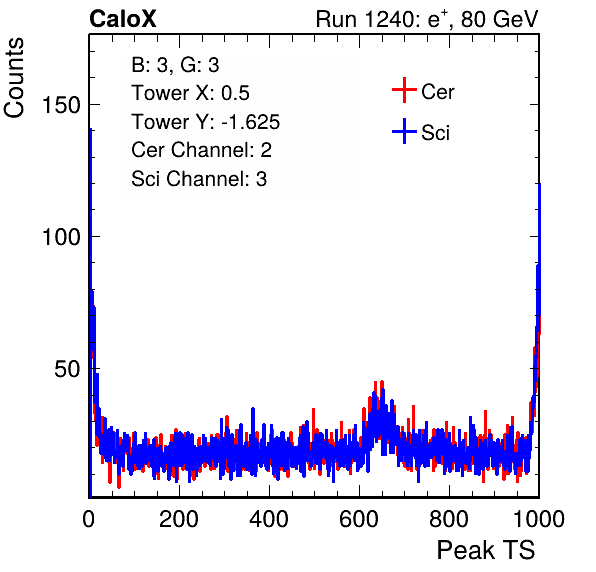 CaloX
Run 1240: e+, 80 GeV
Counts
B: 3, G: 3
Tower X: 0.5
Tower Y: -1.625
Cer Channel: 2
Sci Channel: 3
Cer
Sci
150
100
50
0 200 400 600 800 1000
Peak TS